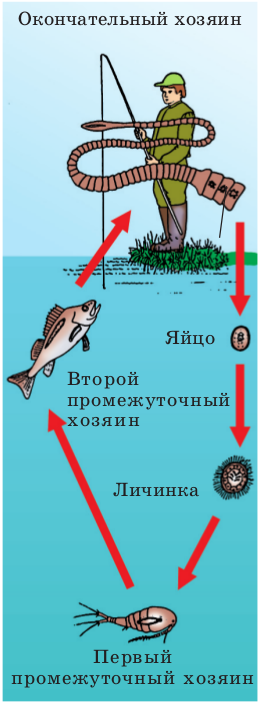 Окончательный хозяин
Яйцо
Второй
промежуточный
хозяин
Личинка
Первый
промежуточный хозяин